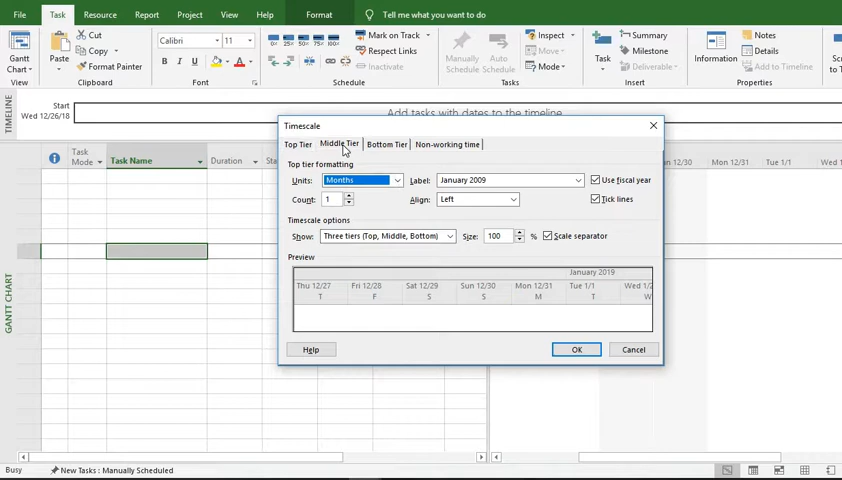 File Task Resource Report Project View Help Format Tell me what you want to do
Gantt Chart
View
Paste
Cut
Copy
Format Painter
Clipboard
Calibri 11
B I U
Font
0% 25% 50% 75% 100%
Mark on Track
Respect Links
Inactivate
Schedule
Manually Schedule
Auto Schedule
Inspect
Move
Mode
Tasks
Task
Summary
Milestone
Insert
Information
Notes
Details
Add to Timeline
Properties
TIMELINE
Start
Wed 12/26/18
Add tasks with dates to the timeline
Task Mode Task Name Duration
GANTT CHART
Timescale
Top Tier Middle Tier Bottom Tier Non-working time
Top tier formatting
Units: Months Label: January 2009 Use fiscal year
Count: 1 Align: Left Tick lines
Timescale options
Show: Three tiers (Top, Middle, Bottom) Size: 100 % Scale separator
Preview
January 2019
Thu 12/27 Fri 12/28 Sat 12/29 Sun 12/30 Mon 12/31 Tue 1/1
T F S S M T W
Help OK Cancel
Busy New Tasks : Manually Scheduled